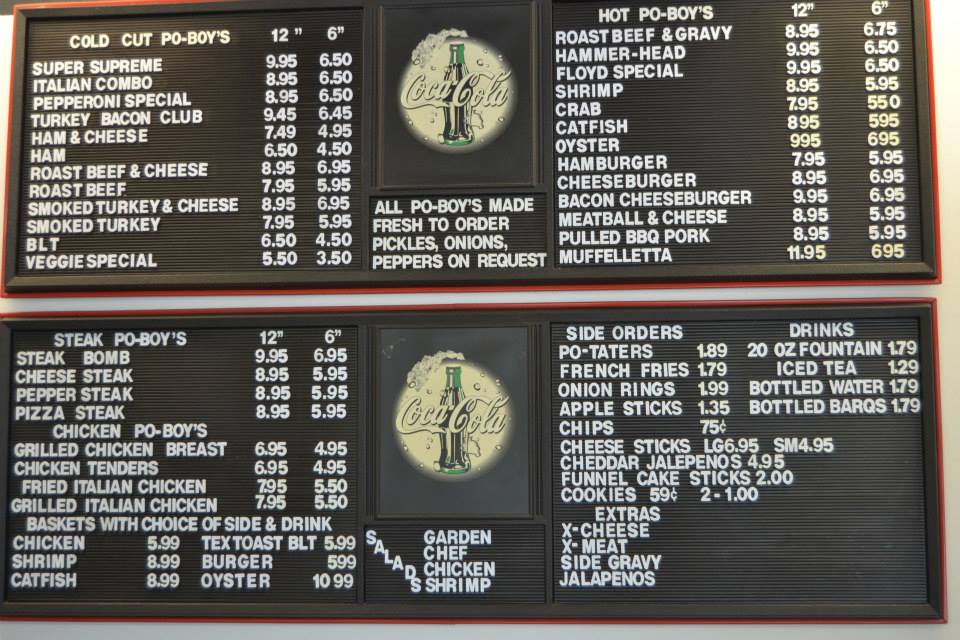 COLD CUT PO-BOY'S 12" 6"
SUPER SUPREME 9.95 6.50
ITALIAN COMBO 8.95 6.50
PEPPERONI SPECIAL 8.95 6.50
TURKEY BACON CLUB 9.45 6.45
HAM & CHEESE 7.49 4.95
HAM 6.50 4.50
ROAST BEEF & CHEESE 8.95 6.95
ROAST BEEF 7.95 5.95
SMOKED TURKEY & CHEESE 8.95 6.95
SMOKED TURKEY 7.95 5.95
BLT 6.50 4.50
VEGGIE SPECIAL 5.50 3.50
Coca-Cola
ALL PO-BOY'S MADE
FRESH TO ORDER
PICKLES, ONIONS,
PEPPERS ON REQUEST
HOT PO-BOY'S 12" 6"
ROAST BEEF & GRAVY 8.95 6.75
HAMMER-HEAD 9.95 6.50
FLOYD SPECIAL 9.95 6.50
SHRIMP 8.95 5.95
CRAB 7.95 550
CATFISH 895 595
OYSTER 995 695
HAMBURGER 7.95 5.95
CHEESEBURGER 8.95 6.95
BACON CHEESEBURGER 9.95 6.95
MEATBALL & CHEESE 8.95 5.95
PULLED BBQ PORK 8.95 5.95
MUFFELLETTA 11.95 695
STEAK PO-BOY'S 12" 6"
STEAK BOMB 9.95 6.95
CHEESE STEAK 8.95 5.95
PEPPER STEAK 8.95 5.95
PIZZA STEAK 8.95 5.95
CHICKEN PO-BOY'S
GRILLED CHICKEN BREAST 6.95 4.95
CHICKEN TENDERS 6.95 4.95
FRIED ITALIAN CHICKEN 7.95 5.50
GRILLED ITALIAN CHICKEN 7.95 5.50
BASKETS WITH CHOICE OF SIDE & DRINK
CHICKEN 5.99 TEX TOAST BLT 5.99
SHRIMP 8.99 BURGER 599
CATFISH 8.99 OYSTER 10 99
Coca-Cola
SALADS
GARDEN
CHEF
CHICKEN
SHRIMP
SIDE ORDERS DRINKS
PO-TATERS 1.89 20 OZ FOUNTAIN 1.79
FRENCH FRIES 1.79 ICED TEA 1.29
ONION RINGS 1.99 BOTTLED WATER 1.79
APPLE STICKS 1.35 BOTTLED BARQS 1.79
CHIPS 75¢
CHEESE STICKS LG6.95 SM4.95
CHEDDAR JALEPENO'S 4.95
FUNNEL CAKE STICKS 2.00
COOKIES 59¢ 2-1.00
EXTRAS
X-CHEESE
X-MEAT
SIDE GRAVY
JALAPENOS